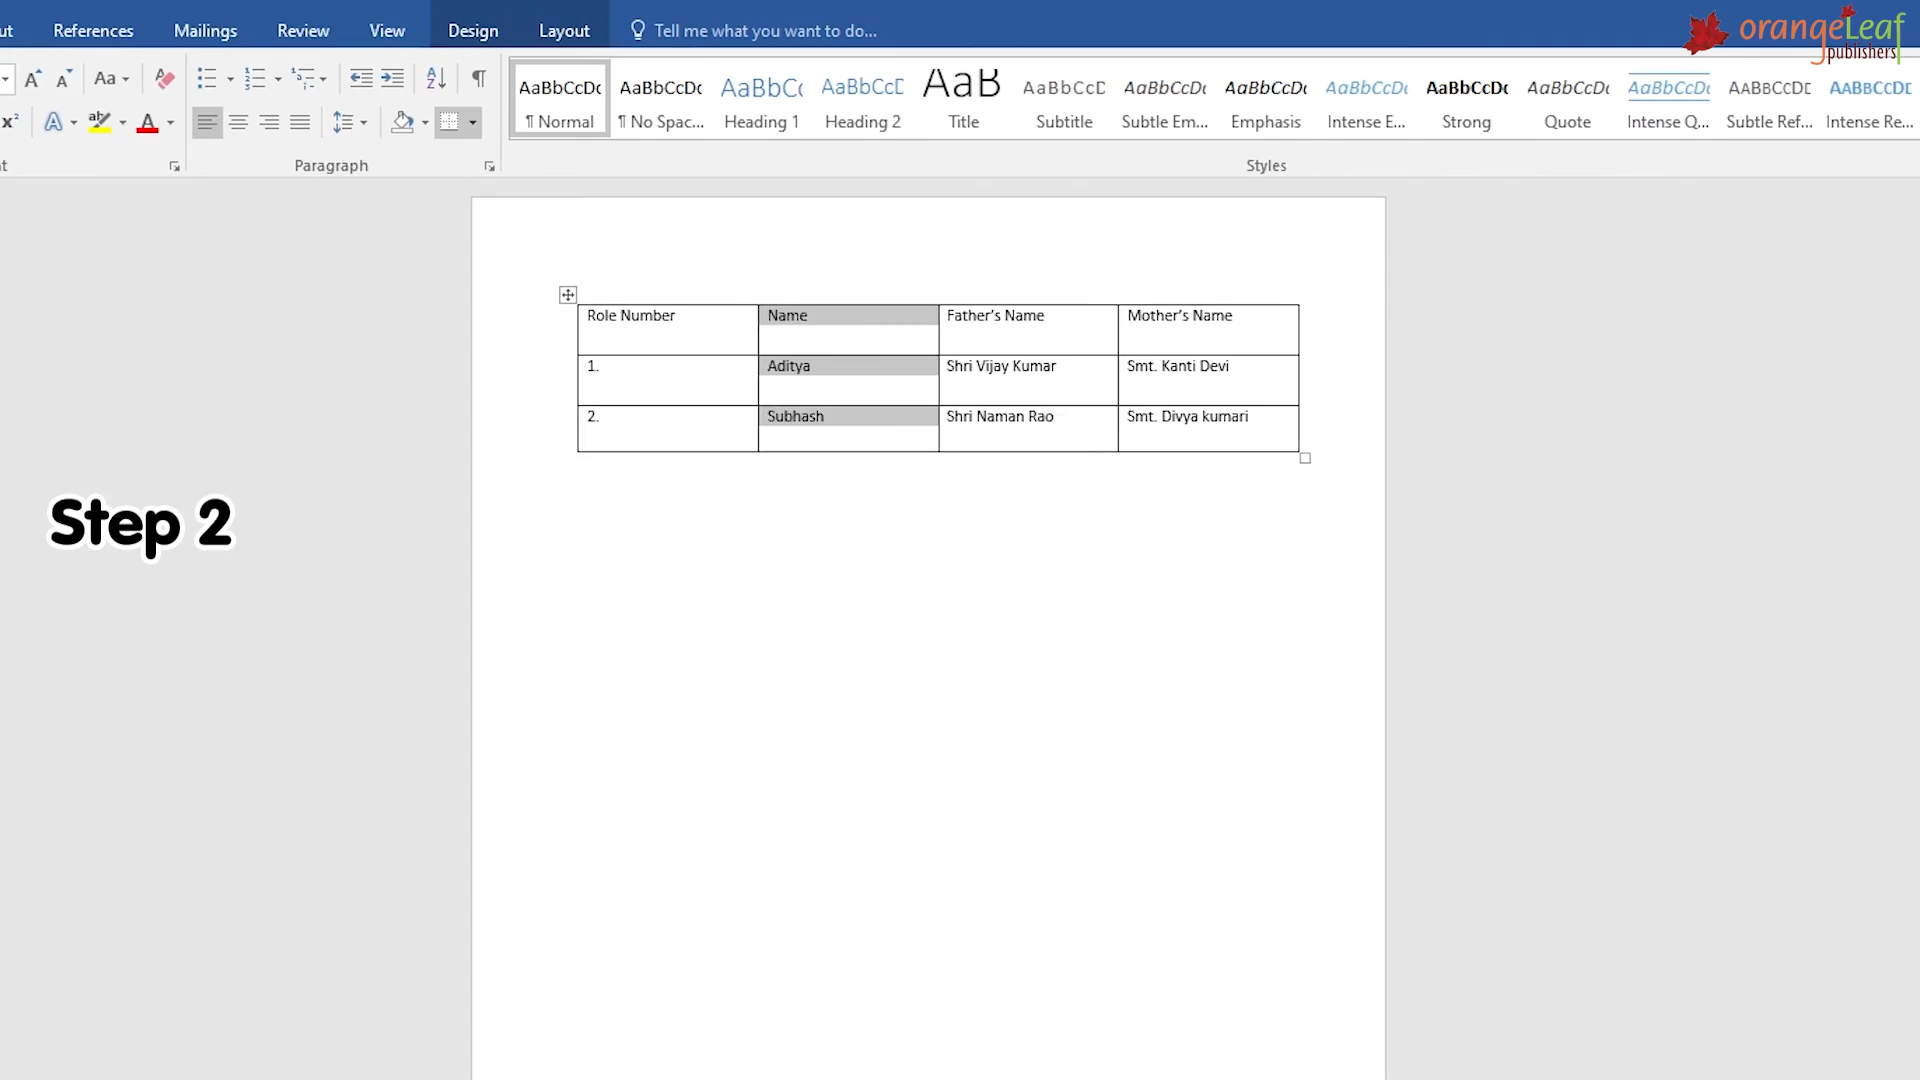 References Mailings Review View Design Layout Tell me what you want to do...
orangeLeaf
publishers
Aa
AaBbCcDc AaBbCcDc AaBbCc AaBbCcD AaB AaBbCcD AaBbCcDc AaBbCcDc AaBbCcDc AaBbCcDc AaBbCcDc AaBbCcDc AABBCCDE AABBCCDE
¶ Normal ¶ No Spac... Heading 1 Heading 2 Title Subtitle Subtle Em... Emphasis Intense E... Strong Quote Intense Q... Subtle Ref... Intense Re...
Paragraph Styles
Role Number Name Father’s Name Mother’s Name
1. Aditya Shri Vijay Kumar Smt. Kanti Devi
2. Subhash Shri Naman Rao Smt. Divya kumari
Step 2